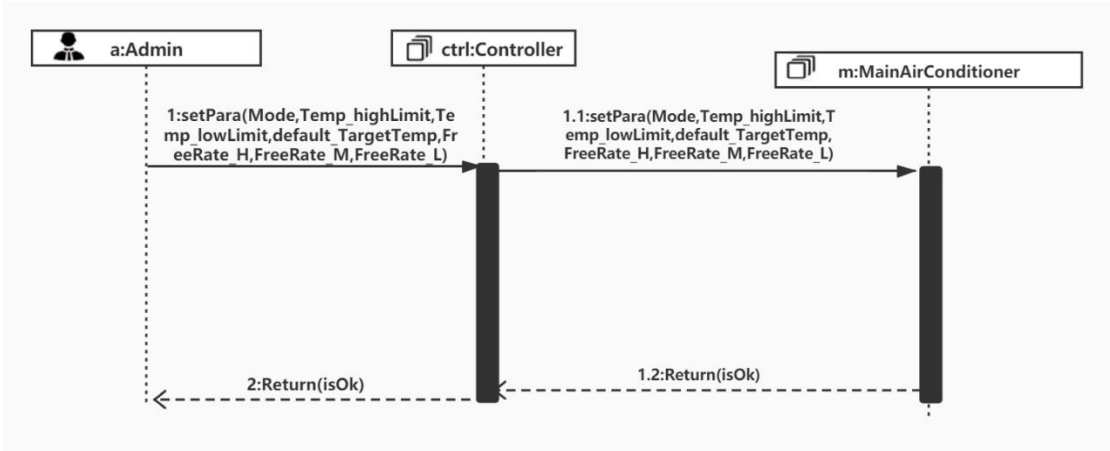 a:Admin
ctrl:Controller
m:MainAirConditioner
1:setPara(Mode,Temp_highLimit,Te
mp_lowLimit,default_TargetTemp,Fr
eeRate_H,FreeRate_M,FreeRate_L)
1.1:setPara(Mode,Temp_highLimit,T
emp_lowLimit,default_TargetTemp,
FreeRate_H,FreeRate_M,FreeRate_L)
2:Return(isOk)
1.2:Return(isOk)